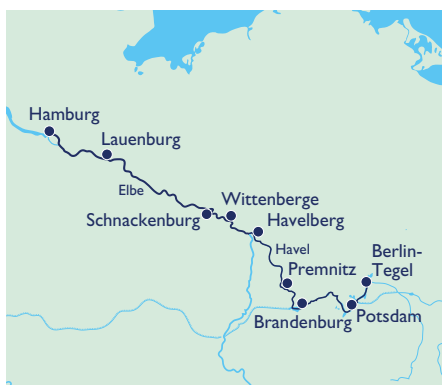 Hamburg
Lauenburg
Elbe
Wittenberge
Schnackenburg
Havelberg
Havel
Berlin-
Tegel
Premnitz
Brandenburg
Potsdam